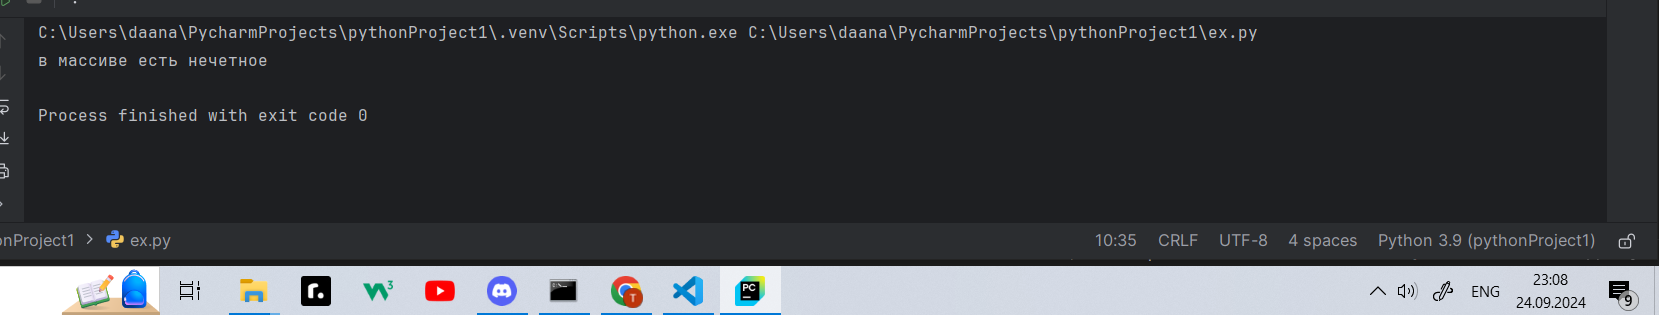 C:\Users\daana\PycharmProjects\pythonProject1\.venv\Scripts\python.exe C:\Users\daana\PycharmProjects\pythonProject1\ex.py
в массиве есть нечетное
Process finished with exit code 0
onProject1 > ex.py 10:35 CRLF UTF-8 4 spaces Python 3.9 (pythonProject1)
r. w3 PC ENG 23:08
T 24.09.2024 9